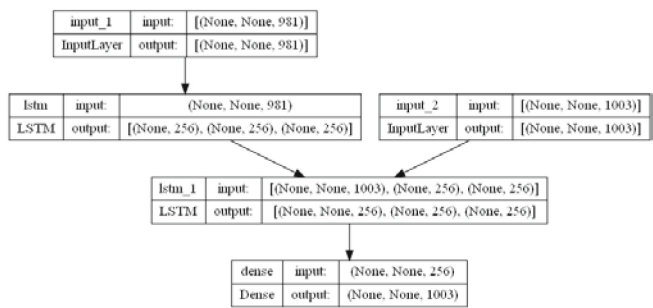 input_1 input: [(None, None, 981)]
InputLayer output: [(None, None, 981)]
lstm input: (None, None, 981)
LSTM output: [(None, 256), (None, 256), (None, 256)]
input_2 input: [(None, None, 1003)]
InputLayer output: [(None, None, 1003)]
lstm_1 input: [(None, None, 1003), (None, 256), (None, 256)]
LSTM output: [(None, None, 256), (None, 256), (None, 256)]
dense input: (None, None, 256)
Dense output: (None, None, 1003)